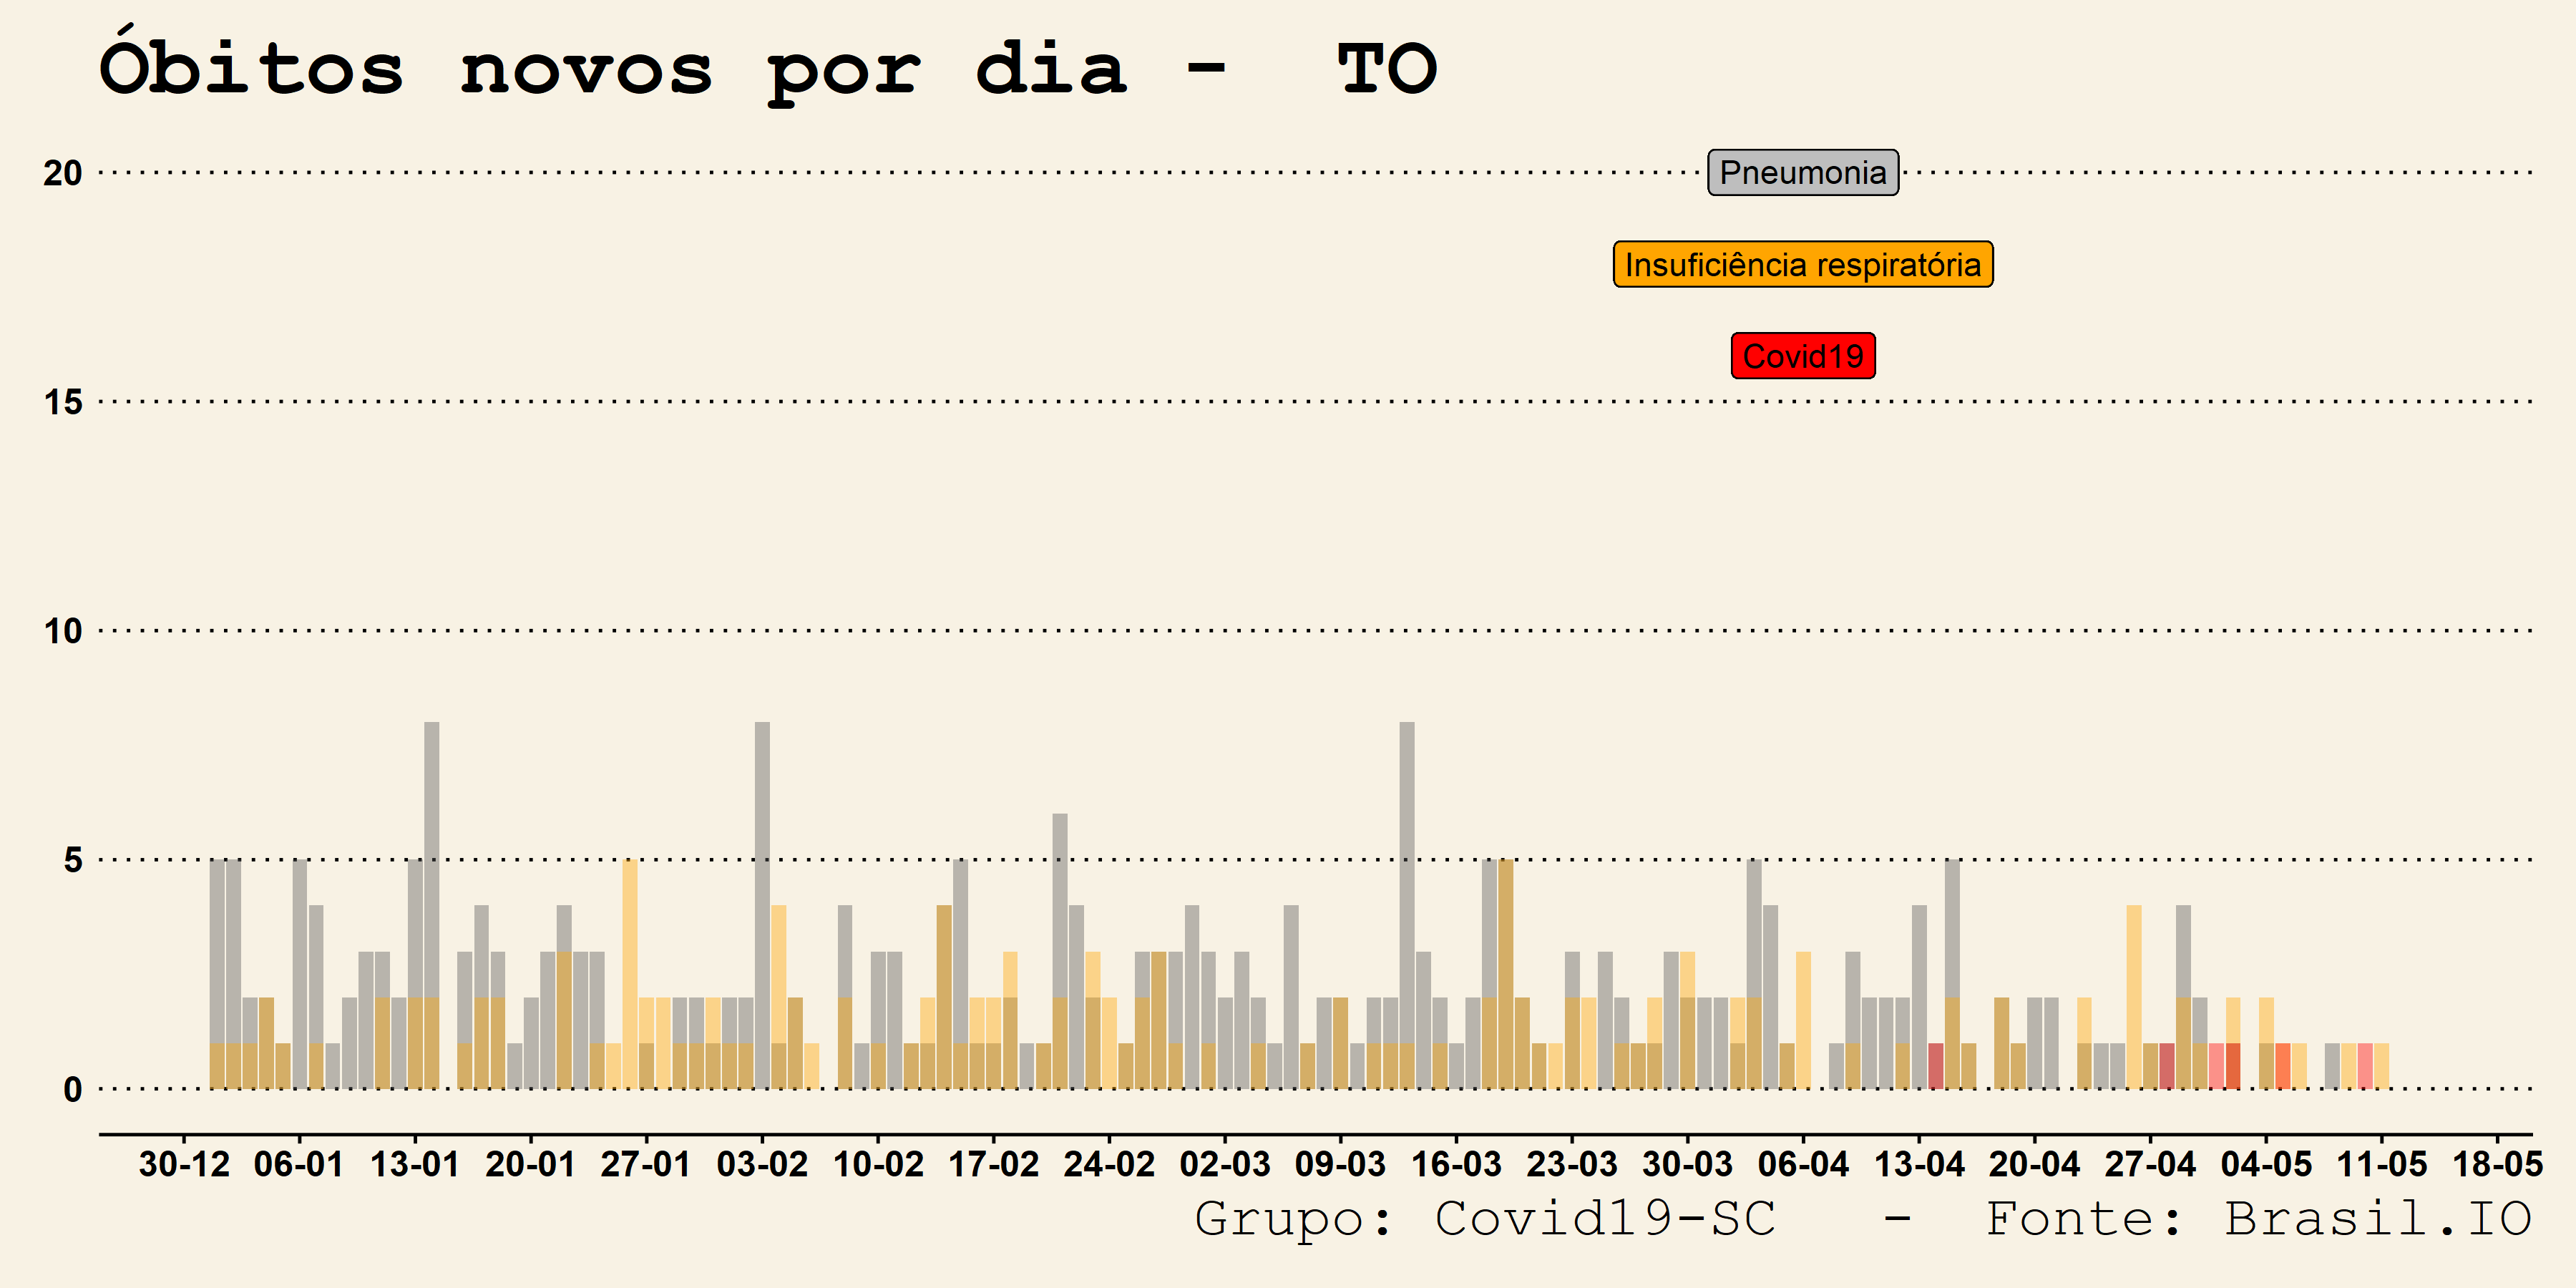 Óbitos novos por dia - TO
20
Pneumonia
Insuficiência respiratória
Covid19
15
10
5
0
30-12 06-01 13-01 20-01 27-01 03-02 10-02 17-02 24-02 02-03 09-03 16-03 23-03 30-03 06-04 13-04 20-04 27-04 04-05 11-05 18-05
Grupo: Covid19-SC - Fonte: Brasil.IO